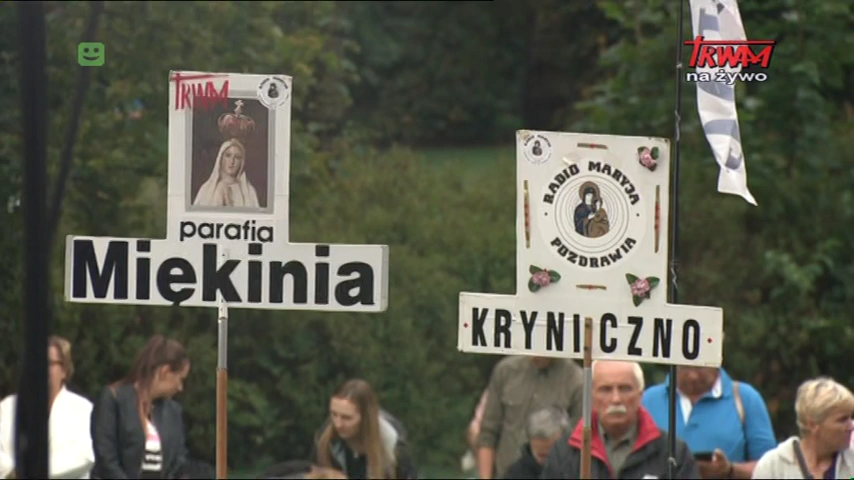 TRWAM
na żywo
TRWAM
parafia
Miękinia
RADIO MARYJA
POZDRAWIA
KRYNICZNO